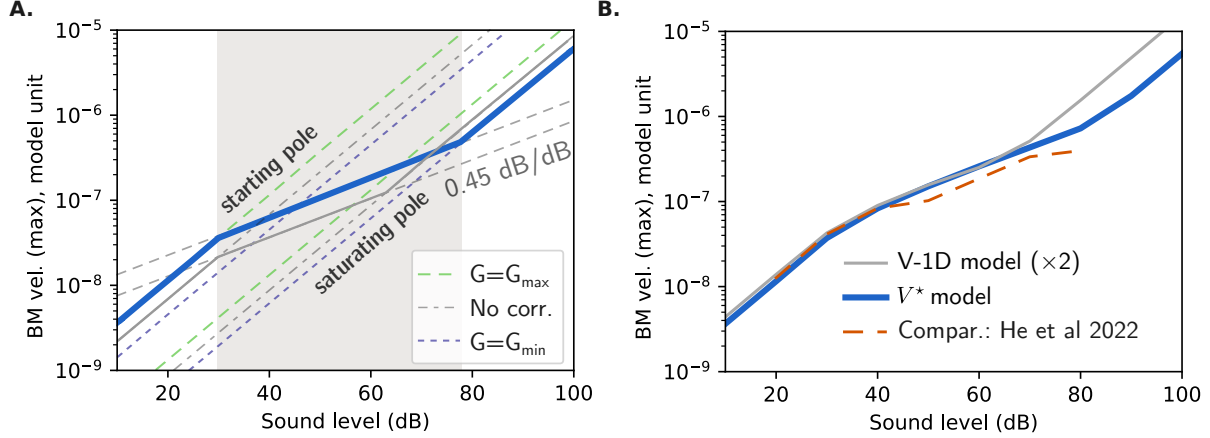 A.
BM vel. (max), model unit
10⁻⁵
10⁻⁶
10⁻⁷
10⁻⁸
10⁻⁹
starting pole
saturating pole
0.45 dB/dB
G=Gmax
No corr.
G=Gmin
20 40 60 80 100
Sound level (dB)
B.
BM vel. (max), model unit
10⁻⁵
10⁻⁶
10⁻⁷
10⁻⁸
10⁻⁹
V-1D model (×2)
V⋆ model
Compar.: He et al 2022
20 40 60 80 100
Sound level (dB)